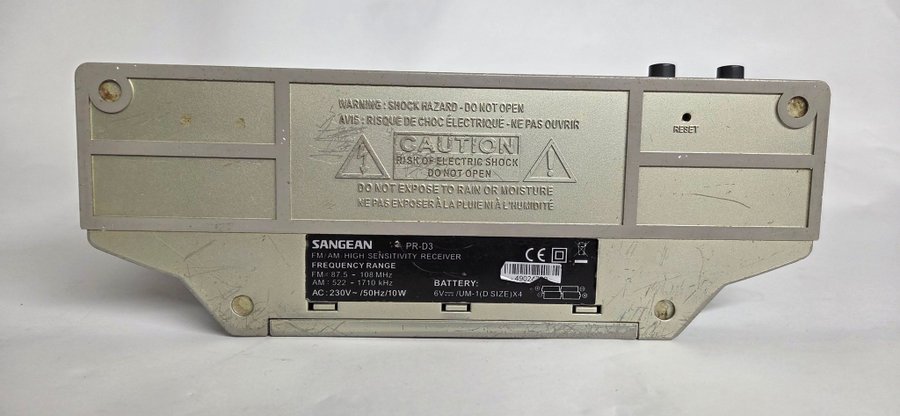 WARNING : SHOCK HAZARD - DO NOT OPEN
AVIS : RISQUE DE CHOC ÉLECTRIQUE - NE PAS OUVRIR
CAUTION
RISK OF ELECTRIC SHOCK
DO NOT OPEN
DO NOT EXPOSE TO RAIN OR MOISTURE
NE PAS EXPOSER À LA PLUIE NI À L'HUMIDITÉ
RESET
SANGEAN PR-D3
FM/AM HIGH SENSITIVITY RECEIVER
FREQUENCY RANGE
FM : 87.5 - 108 MHz
AM : 522 - 1710 kHz
AC : 230V~ /50Hz/10W
CE
BATTERY:
6V⎓/UM-1(D SIZE)X4